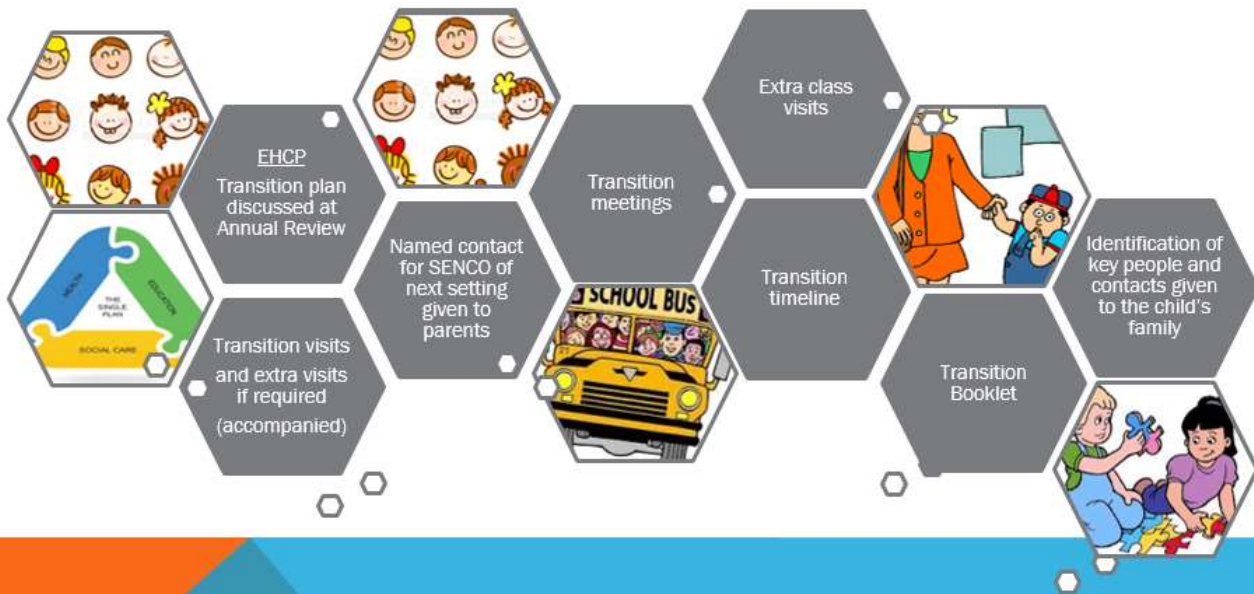 EHCP
Transition plan
discussed at
Annual Review
HEALTH
EDUCATION
THE
SINGLE
PLAN
SOCIAL CARE
Transition visits
and extra visits
if required
(accompanied)
Named contact
for SENCO of
next setting
given to
parents
Transition
meetings
SCHOOL BUS
21
Extra class
visits
Transition
timeline
Transition
Booklet
Identification of
key people and
contacts given
to the child's
family